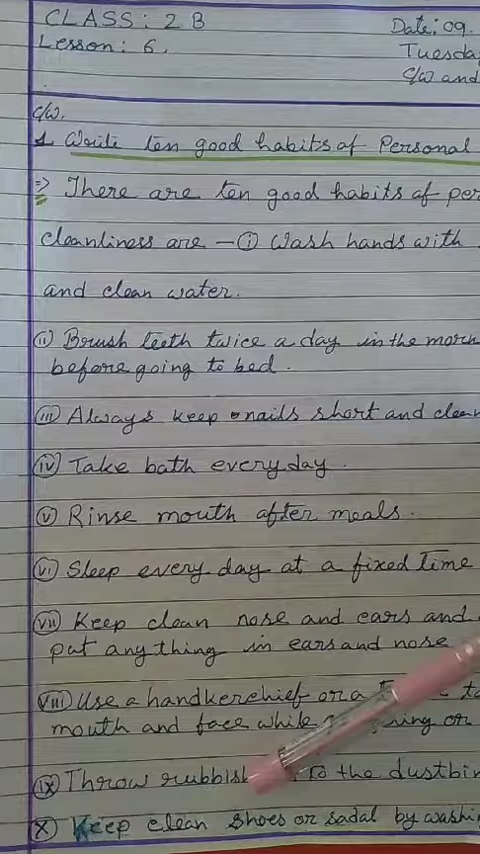 CLASS: 2 B
Date: 09.
Lesson: 6.
Tuesda
C/W and
C/W.
1 Write ten good habits of Personal
⇒ There are ten good habits of per
cleanliness are — (i) Wash hands with
and clean water.
(ii) Brush teeth twice a day in the morn
before going to bed.
(iii) Always keep nails short and clean
(iv) Take bath every day.
(v) Rinse mouth after meals.
(vi) Sleep every day at a fixed time
(vii) Keep clean nose and ears and
put anything in ears and nose
(viii) Use a handkerchief or a
mouth and face while or
(ix) Throw rubbish to the dustbin
(x) Keep clean shoes or sadal by washi